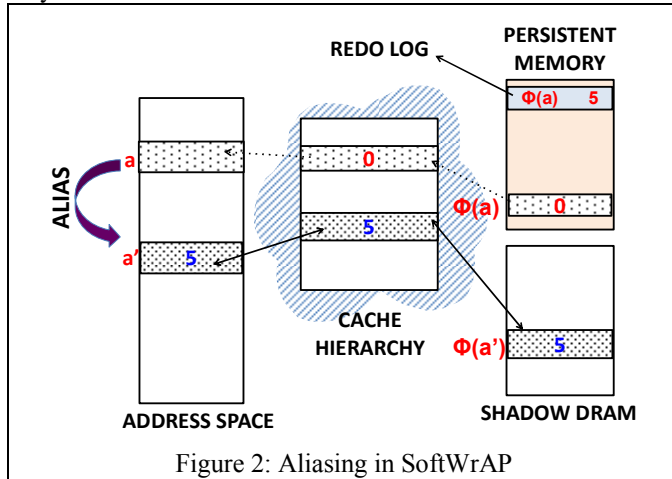 PERSISTENT
MEMORY
REDO LOG
Φ(a) 5
a
0
ALIAS
Φ(a)
0
a'
5
5
CACHE
HIERARCHY
Φ(a')
5
ADDRESS SPACE
SHADOW DRAM
Figure 2: Aliasing in SoftWrAP